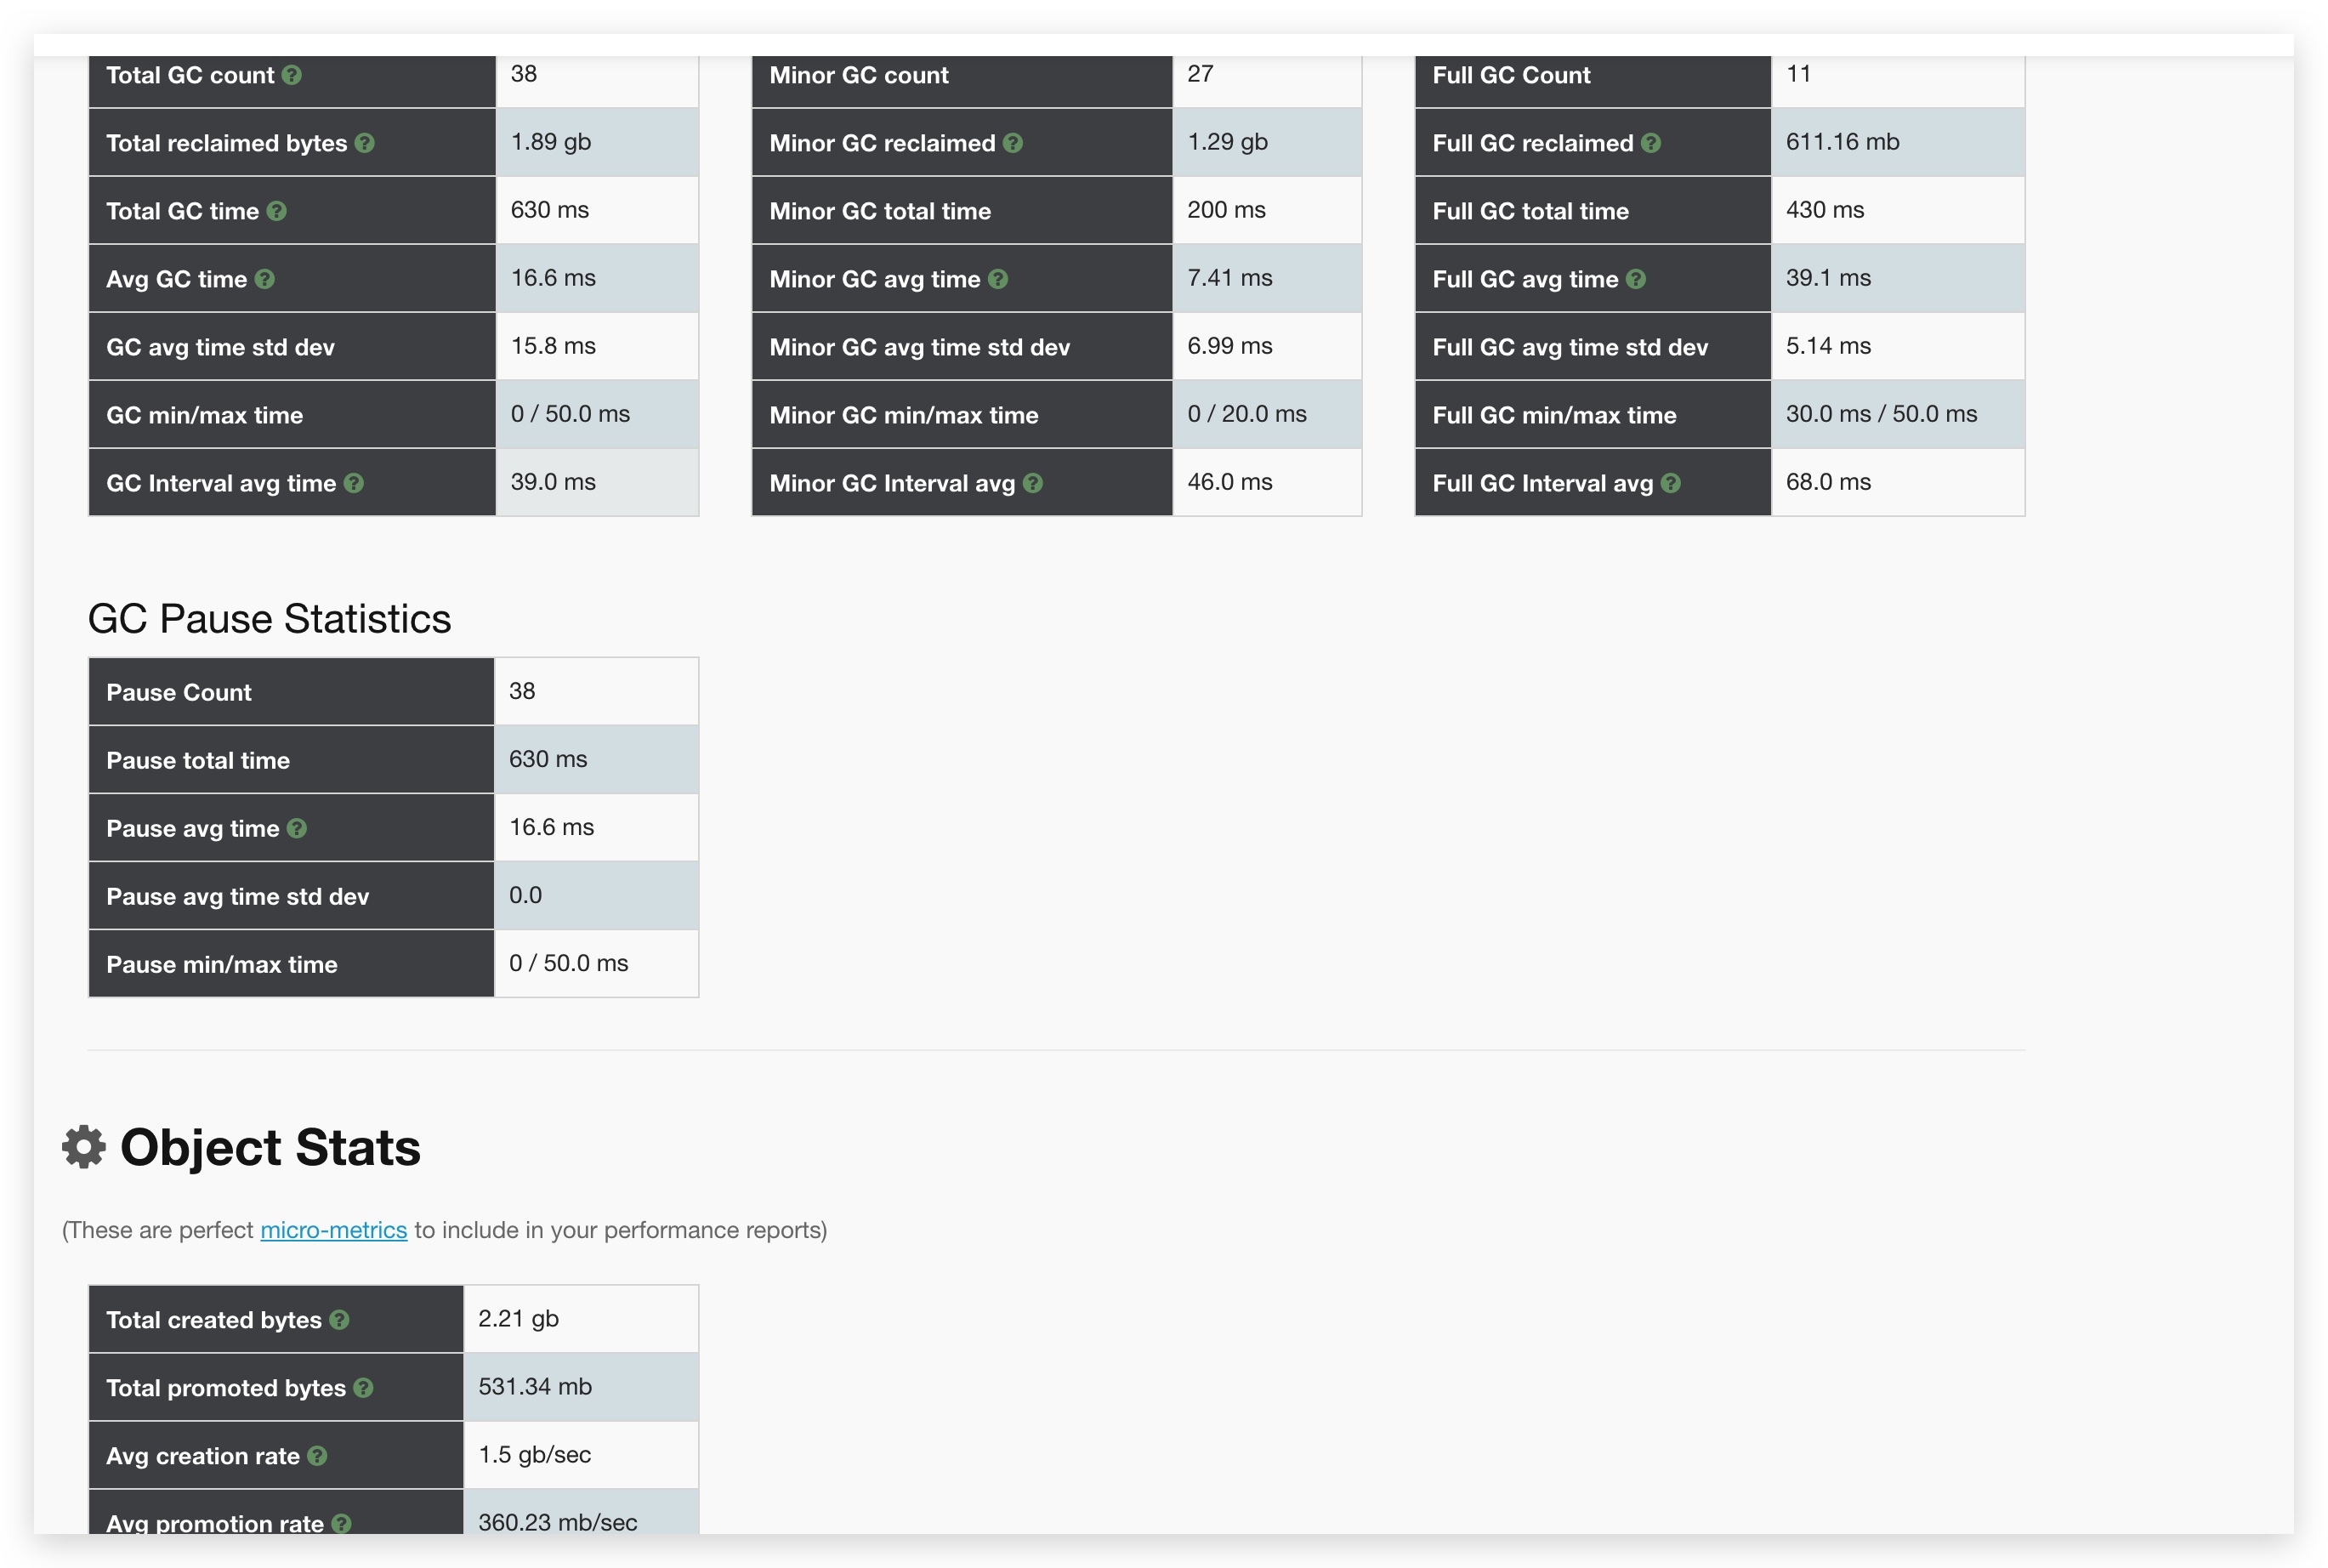 Total GC count ? 38
Total reclaimed bytes ? 1.89 gb
Total GC time ? 630 ms
Avg GC time ? 16.6 ms
GC avg time std dev 15.8 ms
GC min/max time 0 / 50.0 ms
GC Interval avg time ? 39.0 ms
Minor GC count 27
Minor GC reclaimed ? 1.29 gb
Minor GC total time 200 ms
Minor GC avg time ? 7.41 ms
Minor GC avg time std dev 6.99 ms
Minor GC min/max time 0 / 20.0 ms
Minor GC Interval avg ? 46.0 ms
Full GC Count 11
Full GC reclaimed ? 611.16 mb
Full GC total time 430 ms
Full GC avg time ? 39.1 ms
Full GC avg time std dev 5.14 ms
Full GC min/max time 30.0 ms / 50.0 ms
Full GC Interval avg ? 68.0 ms
GC Pause Statistics
Pause Count 38
Pause total time 630 ms
Pause avg time ? 16.6 ms
Pause avg time std dev 0.0
Pause min/max time 0 / 50.0 ms
Object Stats
(These are perfect micro-metrics to include in your performance reports)
Total created bytes ? 2.21 gb
Total promoted bytes ? 531.34 mb
Avg creation rate ? 1.5 gb/sec
Avg promotion rate ? 360.23 mb/sec